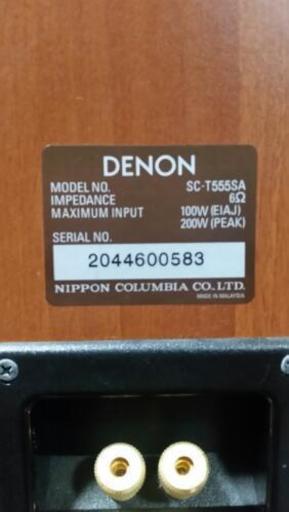 DENON
MODEL NO. SC-T555SA
IMPEDANCE 6Ω
MAXIMUM INPUT 100W (EIAJ)
200W (PEAK)
SERIAL NO.
2044600583
NIPPON COLUMBIA CO.LTD.
MADE IN MALAYSIA